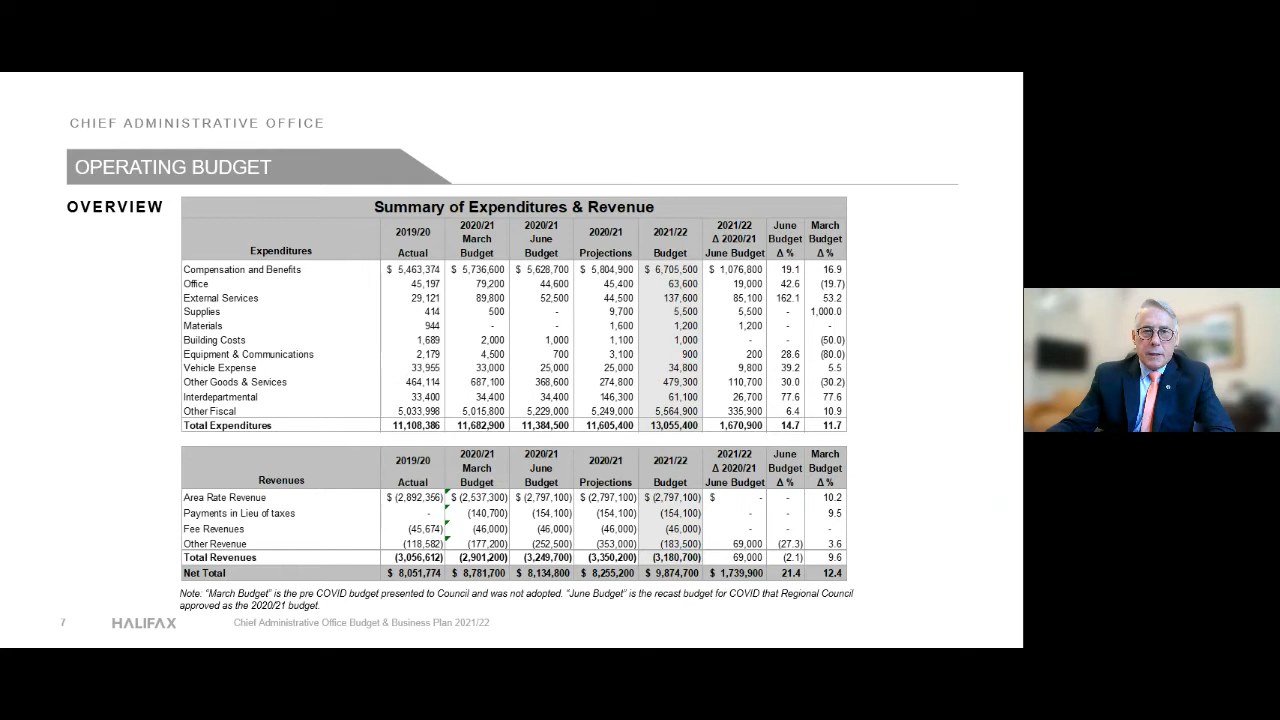 CHIEF ADMINISTRATIVE OFFICE
OPERATING BUDGET
OVERVIEW
Summary of Expenditures & Revenue
Expenditures 2019/20 Actual 2020/21 March Budget 2020/21 June Budget 2020/21 Projections 2021/22 Budget 2021/22 Δ 2020/21 June Budget June Budget Δ % March Budget Δ %
Compensation and Benefits $ 5,463,374 $ 5,736,600 $ 5,628,700 $ 5,804,900 $ 6,705,500 $ 1,076,800 19.1 16.9
Office 45,197 79,200 44,600 45,400 63,600 19,000 42.6 (19.7)
External Services 29,121 89,800 52,500 44,500 137,600 85,100 162.1 53.2
Supplies 414 500 - 9,700 5,500 5,500 - 1,000.0
Materials 944 - - 1,600 1,200 1,200 - -
Building Costs 1,689 2,000 1,000 1,100 1,000 - - (50.0)
Equipment & Communications 2,179 4,500 700 3,100 900 200 28.6 (80.0)
Vehicle Expense 33,955 33,000 25,000 25,000 34,800 9,800 39.2 5.5
Other Goods & Services 464,114 687,100 368,600 274,800 479,300 110,700 30.0 (30.2)
Interdepartmental 33,400 34,400 34,400 146,300 61,100 26,700 77.6 77.6
Other Fiscal 5,033,998 5,015,800 5,229,000 5,249,000 5,564,900 335,900 6.4 10.9
Total Expenditures 11,108,386 11,682,900 11,384,500 11,605,400 13,055,400 1,670,900 14.7 11.7
Revenues 2019/20 Actual 2020/21 March Budget 2020/21 June Budget 2020/21 Projections 2021/22 Budget 2021/22 Δ 2020/21 June Budget June Budget Δ % March Budget Δ %
Area Rate Revenue $ (2,892,366) $ (2,537,300) $ (2,797,100) $ (2,797,100) $ (2,797,100) $ - - 10.2
Payments in Lieu of taxes - (140,700) (154,100) (154,100) (154,100) - - 9.5
Fee Revenues (45,674) (46,000) (46,000) (46,000) (46,000) - - -
Other Revenue (118,582) (177,200) (252,500) (353,000) (183,500) 69,000 (27.3) 3.6
Total Revenues (3,056,612) (2,901,200) (3,249,700) (3,350,200) (3,180,700) 69,000 (2.1) 9.6
Net Total $ 8,051,774 $ 8,781,700 $ 8,134,800 $ 8,255,200 $ 9,874,700 $ 1,739,900 21.4 12.4
Note: "March Budget" is the pre COVID budget presented to Council and was not adopted. "June Budget" is the recast budget for COVID that Regional Council
approved as the 2020/21 budget.
7 HALIFAX Chief Administrative Office Budget & Business Plan 2021/22